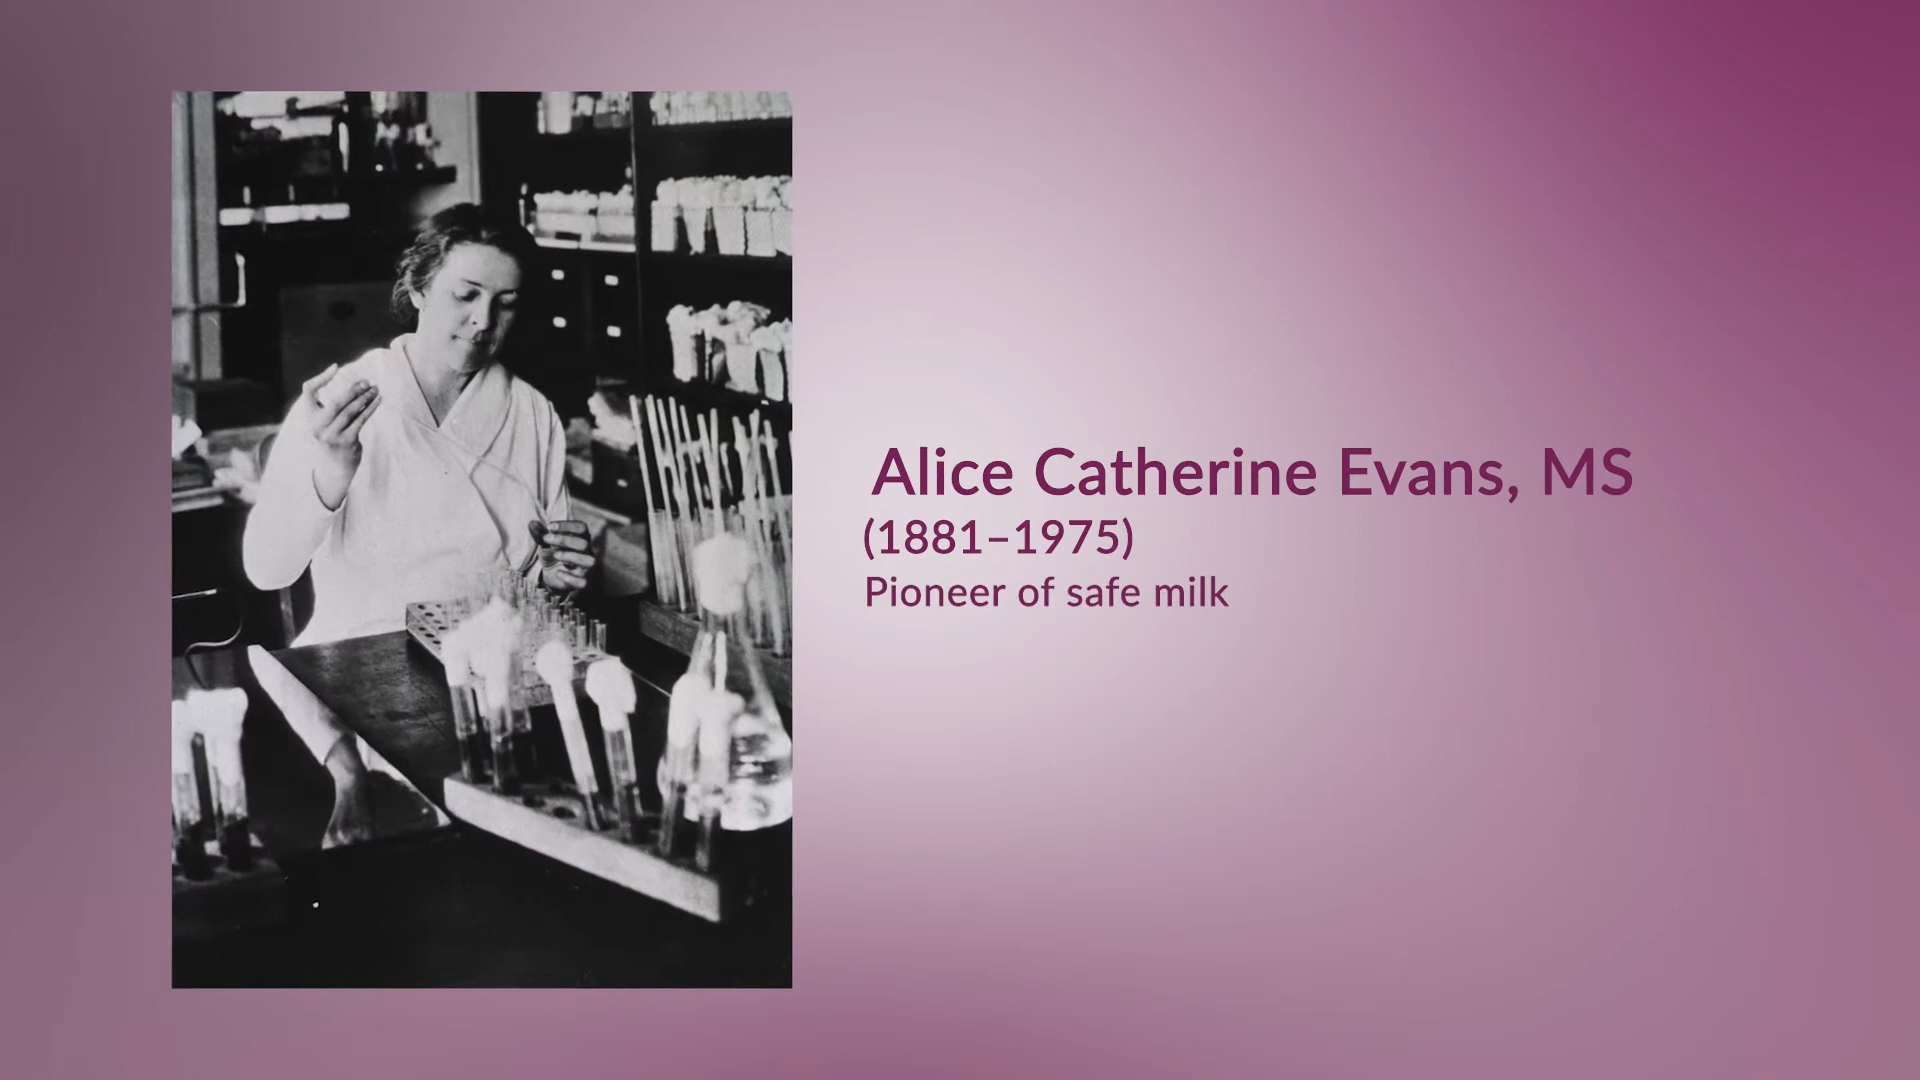 Alice Catherine Evans, MS
(1881–1975)
Pioneer of safe milk